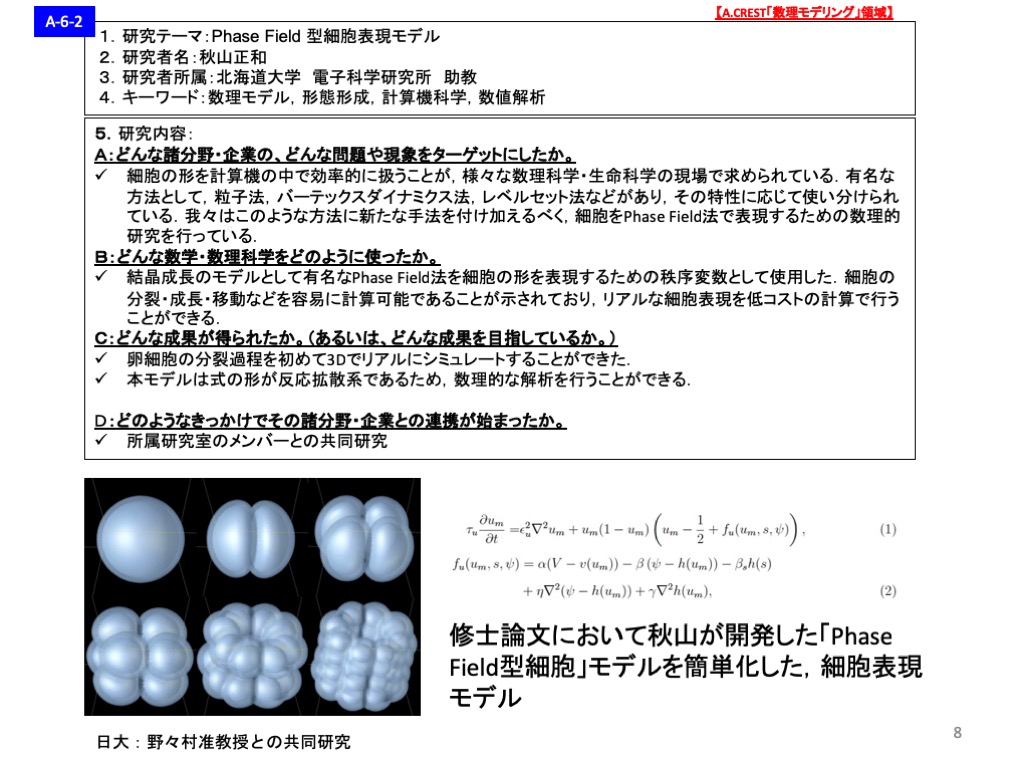 【A.CREST「数理モデリング」領域】
A-6-2
1. 研究テーマ：Phase Field 型細胞表現モデル
2. 研究者名：秋山正和
3. 研究者所属：北海道大学　電子科学研究所　助教
4. キーワード：数理モデル，形態形成，計算機科学，数値解析
5. 研究内容：
A：どんな諸分野・企業の、どんな問題や現象をターゲットにしたか。
✓ 細胞の形を計算機の中で効率的に扱うことが，様々な数理科学・生命科学の現場で求められている．有名な
方法として，粒子法，バーテックスダイナミクス法，レベルセット法などがあり，その特性に応じて使い分けられ
ている．我々はこのような方法に新たな手法を付け加えるべく，細胞をPhase Field法で表現するための数理的
研究を行っている．
B：どんな数学・数理科学をどのように使ったか。
✓ 結晶成長のモデルとして有名なPhase Field法を細胞の形を表現するための秩序変数として使用した．細胞の
分裂・成長・移動などを容易に計算可能であることが示されており，リアルな細胞表現を低コストの計算で行う
ことができる．
C：どんな成果が得られたか。（あるいは、どんな成果を目指しているか。）
✓ 卵細胞の分裂過程を初めて3Dでリアルにシミュレートすることができた．
✓ 本モデルは式の形が反応拡散系であるため，数理的な解析を行うことができる．
D：どのようなきっかけでその諸分野・企業との連携が始まったか。
✓ 所属研究室のメンバーとの共同研究
τ_u ∂u_m/∂t = ϵ_u^2∇^2u_m + u_m(1 − u_m)(u_m − 1/2 + f_u(u_m, s, ψ)), (1)
f_u(u_m, s, ψ) = α(V − v(u_m)) − β(ψ − h(u_m)) − β_s h(s)
+ η∇^2(ψ − h(u_m)) + γ∇^2h(u_m), (2)
修士論文において秋山が開発した「Phase
Field型細胞」モデルを簡単化した，細胞表現
モデル
日大：野々村准教授との共同研究
8